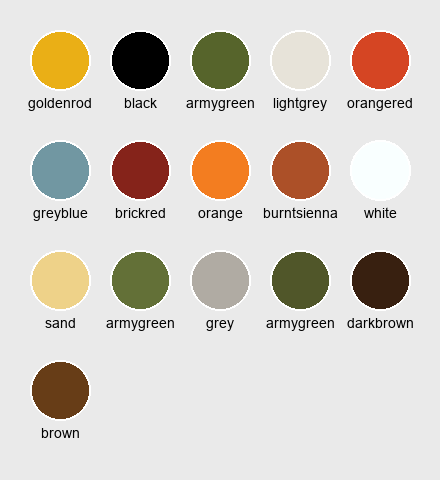 goldenrod black armygreen lightgrey orangered
greyblue brickred orange burntsienna white
sand armygreen grey armygreen darkbrown
brown